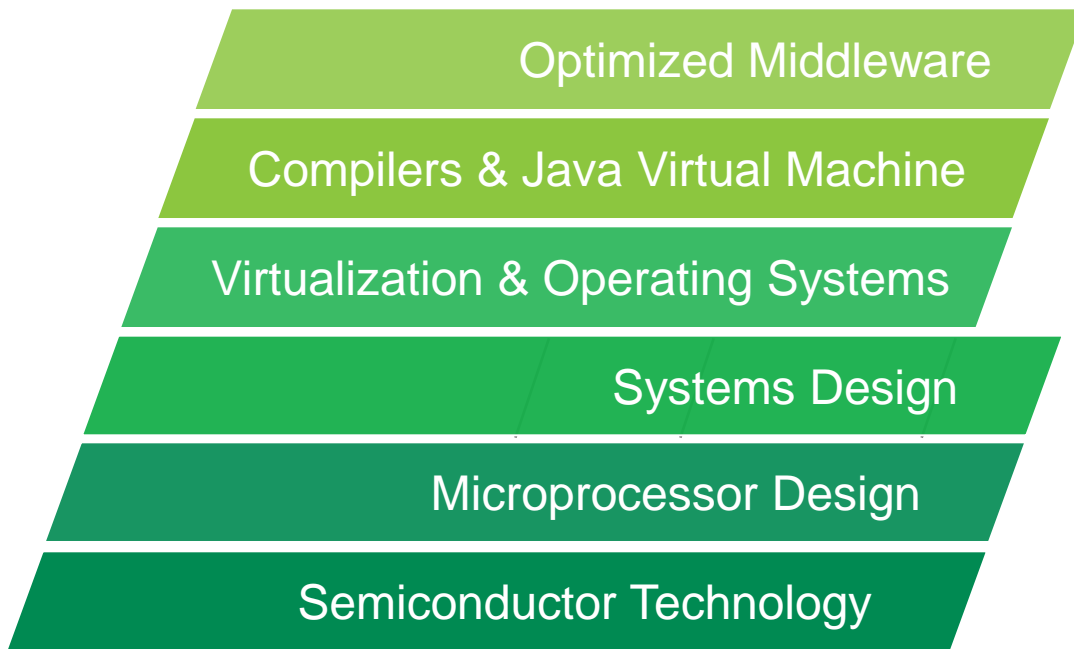 Optimized Middleware
Compilers & Java Virtual Machine
Virtualization & Operating Systems
Systems Design
Microprocessor Design
Semiconductor Technology